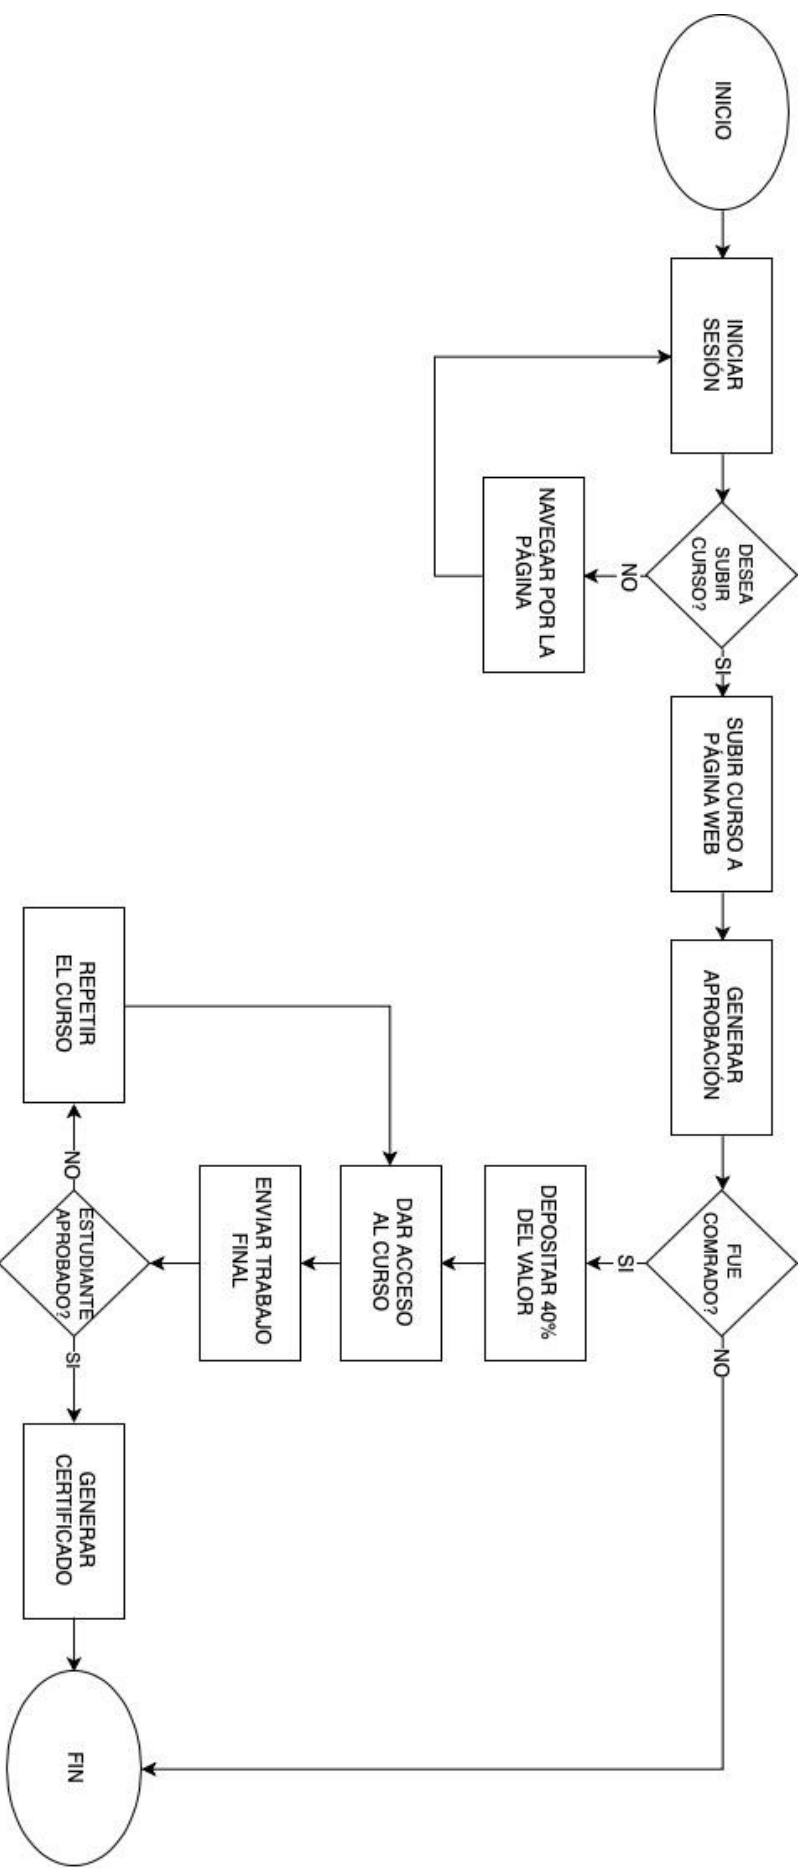 INICIO
INICIAR
SESIÓN
DESEA
SUBIR
CURSO?
NO
NAVEGAR POR LA
PÁGINA
SI
SUBIR CURSO A
PÁGINA WEB
GENERAR
APROBACIÓN
FUE
COMRADO?
NO
SI
DEPOSITAR 40%
DEL VALOR
DAR ACCESO
AL CURSO
ENVIAR TRABAJO
FINAL
ESTUDIANTE
APROBADO?
NO
REPETIR
EL CURSO
SI
GENERAR
CERTIFICADO
FIN